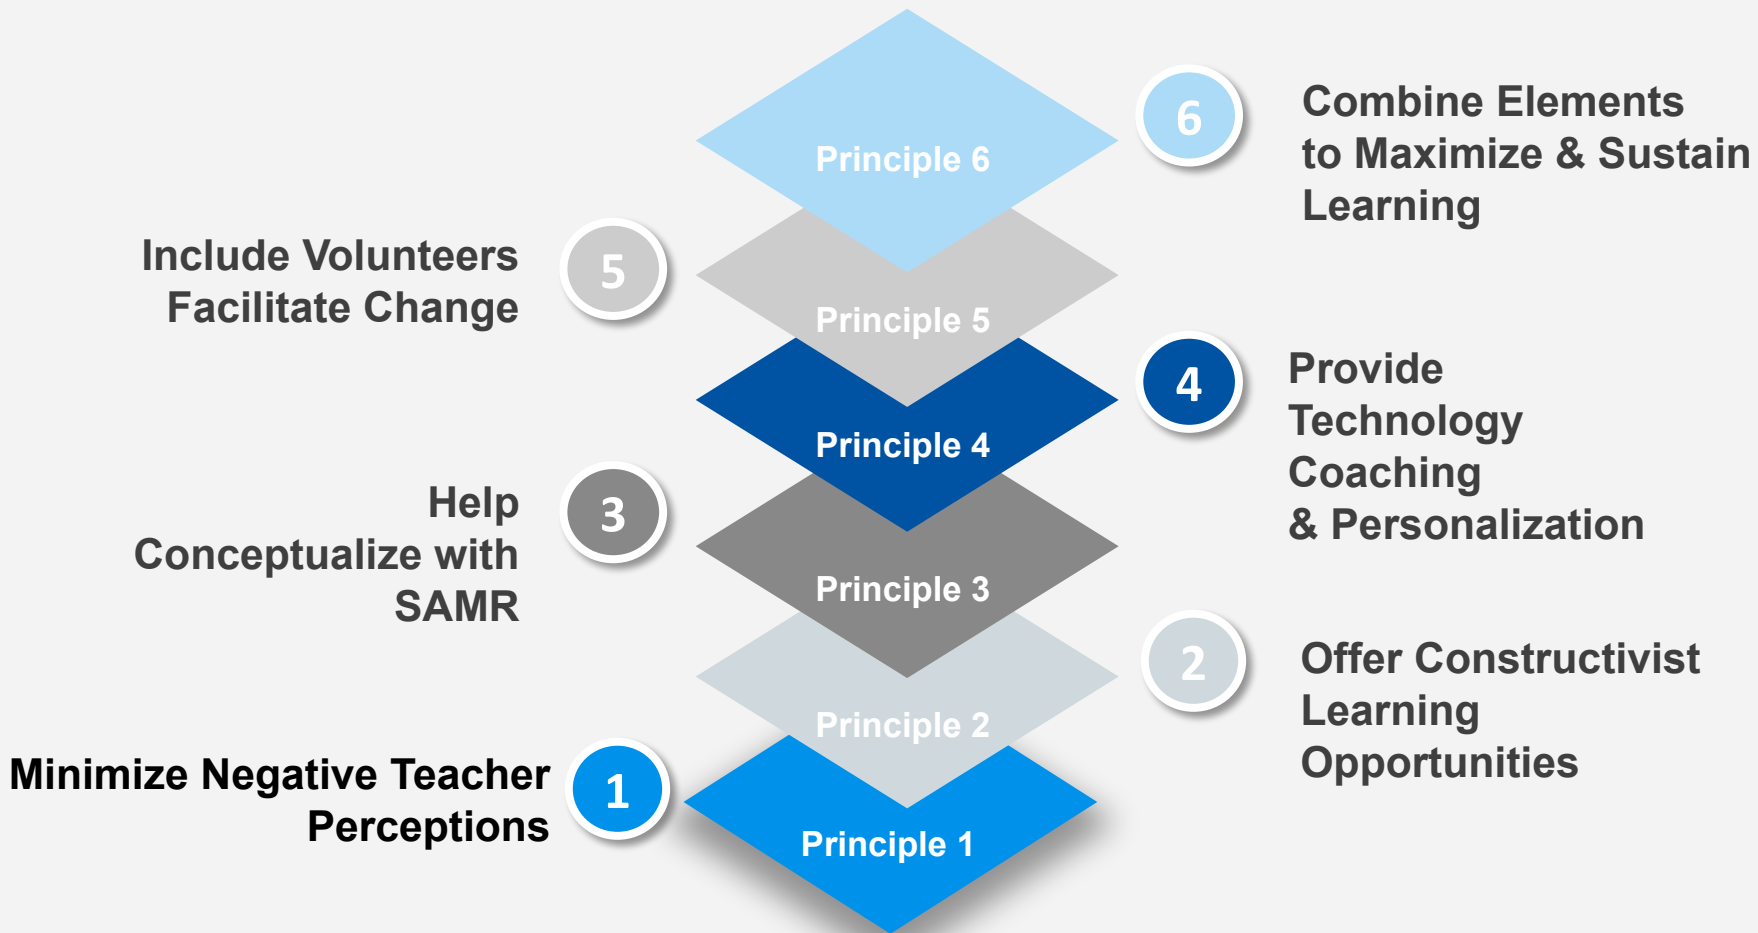 Principle 6
6
Combine Elements
to Maximize & Sustain
Learning
Include Volunteers
Facilitate Change
5
Principle 5
Principle 4
4
Provide
Technology
Coaching
& Personalization
Help
Conceptualize with
SAMR
3
Principle 3
Principle 2
2
Offer Constructivist
Learning
Opportunities
Minimize Negative Teacher
Perceptions
1
Principle 1